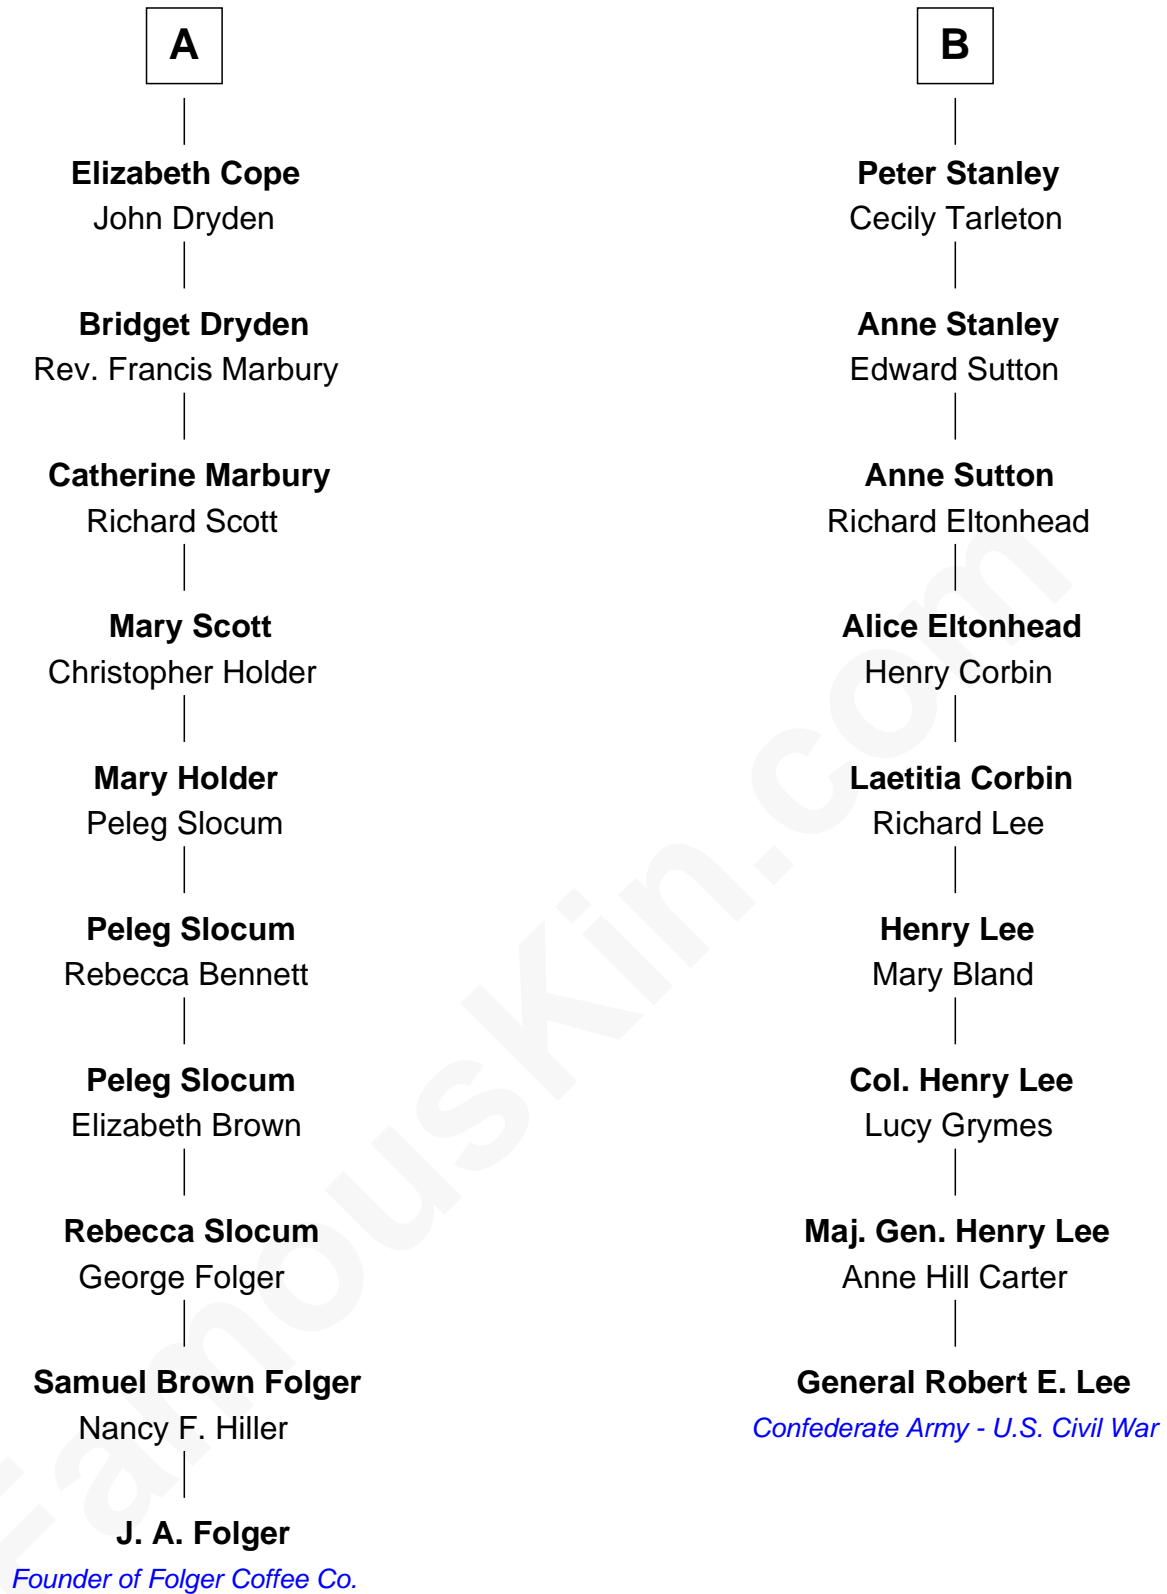 A
Elizabeth Cope
John Dryden
Bridget Dryden
Rev. Francis Marbury
Catherine Marbury
Richard Scott
Mary Scott
Christopher Holder
Mary Holder
Peleg Slocum
Peleg Slocum
Rebecca Bennett
Peleg Slocum
Elizabeth Brown
Rebecca Slocum
George Folger
Samuel Brown Folger
Nancy F. Hiller
J. A. Folger
Founder of Folger Coffee Co.
B
Peter Stanley
Cecily Tarleton
Anne Stanley
Edward Sutton
Anne Sutton
Richard Eltonhead
Alice Eltonhead
Henry Corbin
Laetitia Corbin
Richard Lee
Henry Lee
Mary Bland
Col. Henry Lee
Lucy Grymes
Maj. Gen. Henry Lee
Anne Hill Carter
General Robert E. Lee
Confederate Army - U.S. Civil War
FamousKin.com